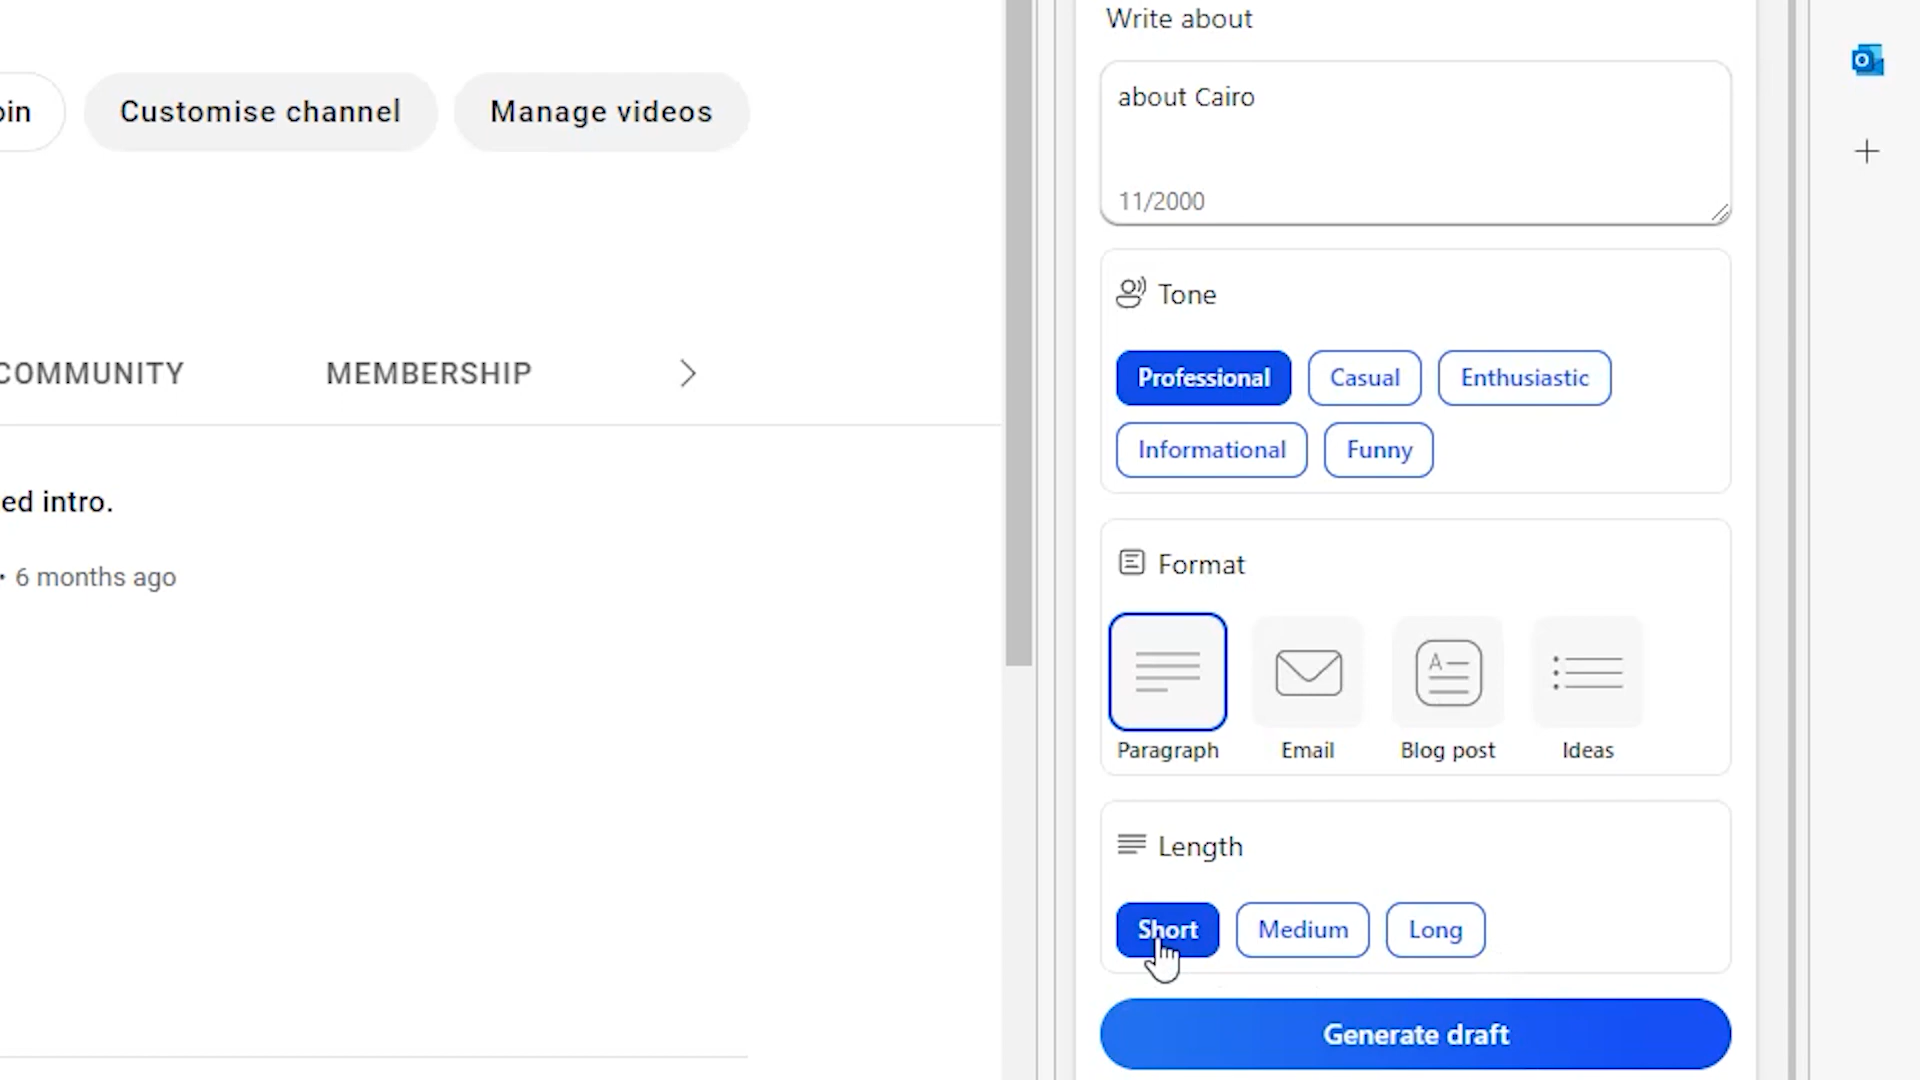 Customise channel
Manage videos
COMMUNITY
MEMBERSHIP
ed intro.
• 6 months ago
Write about
about Cairo
11/2000
Tone
Professional
Casual
Enthusiastic
Informational
Funny
Format
Paragraph
Email
Blog post
Ideas
Length
Short
Medium
Long
Generate draft